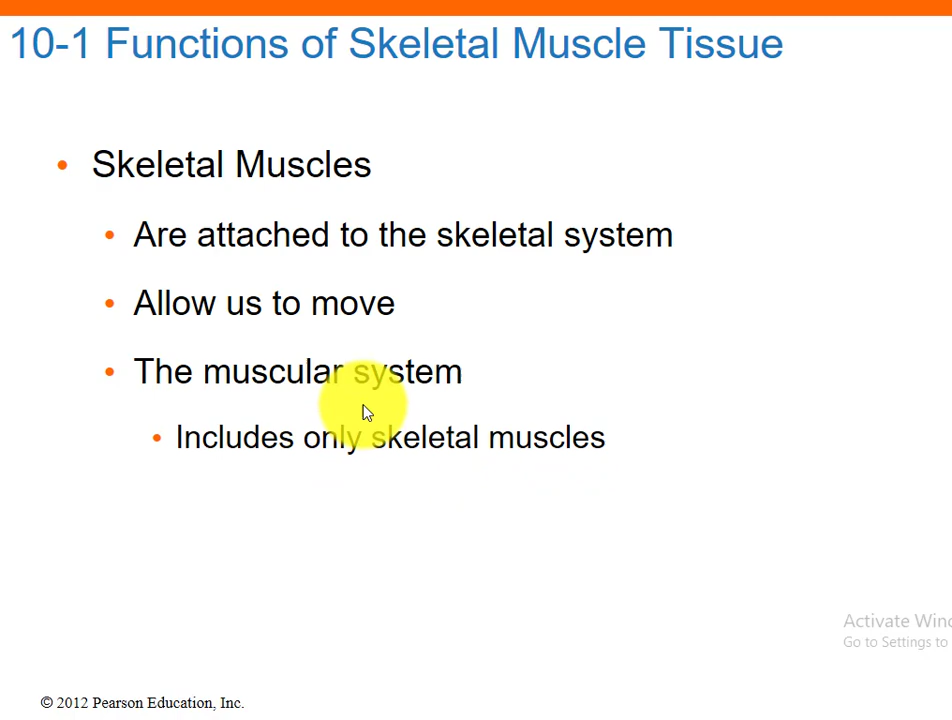 10-1 Functions of Skeletal Muscle Tissue
• Skeletal Muscles
• Are attached to the skeletal system
• Allow us to move
• The muscular system
• Includes only skeletal muscles
Activate
Go to Settings to
© 2012 Pearson Education, Inc.